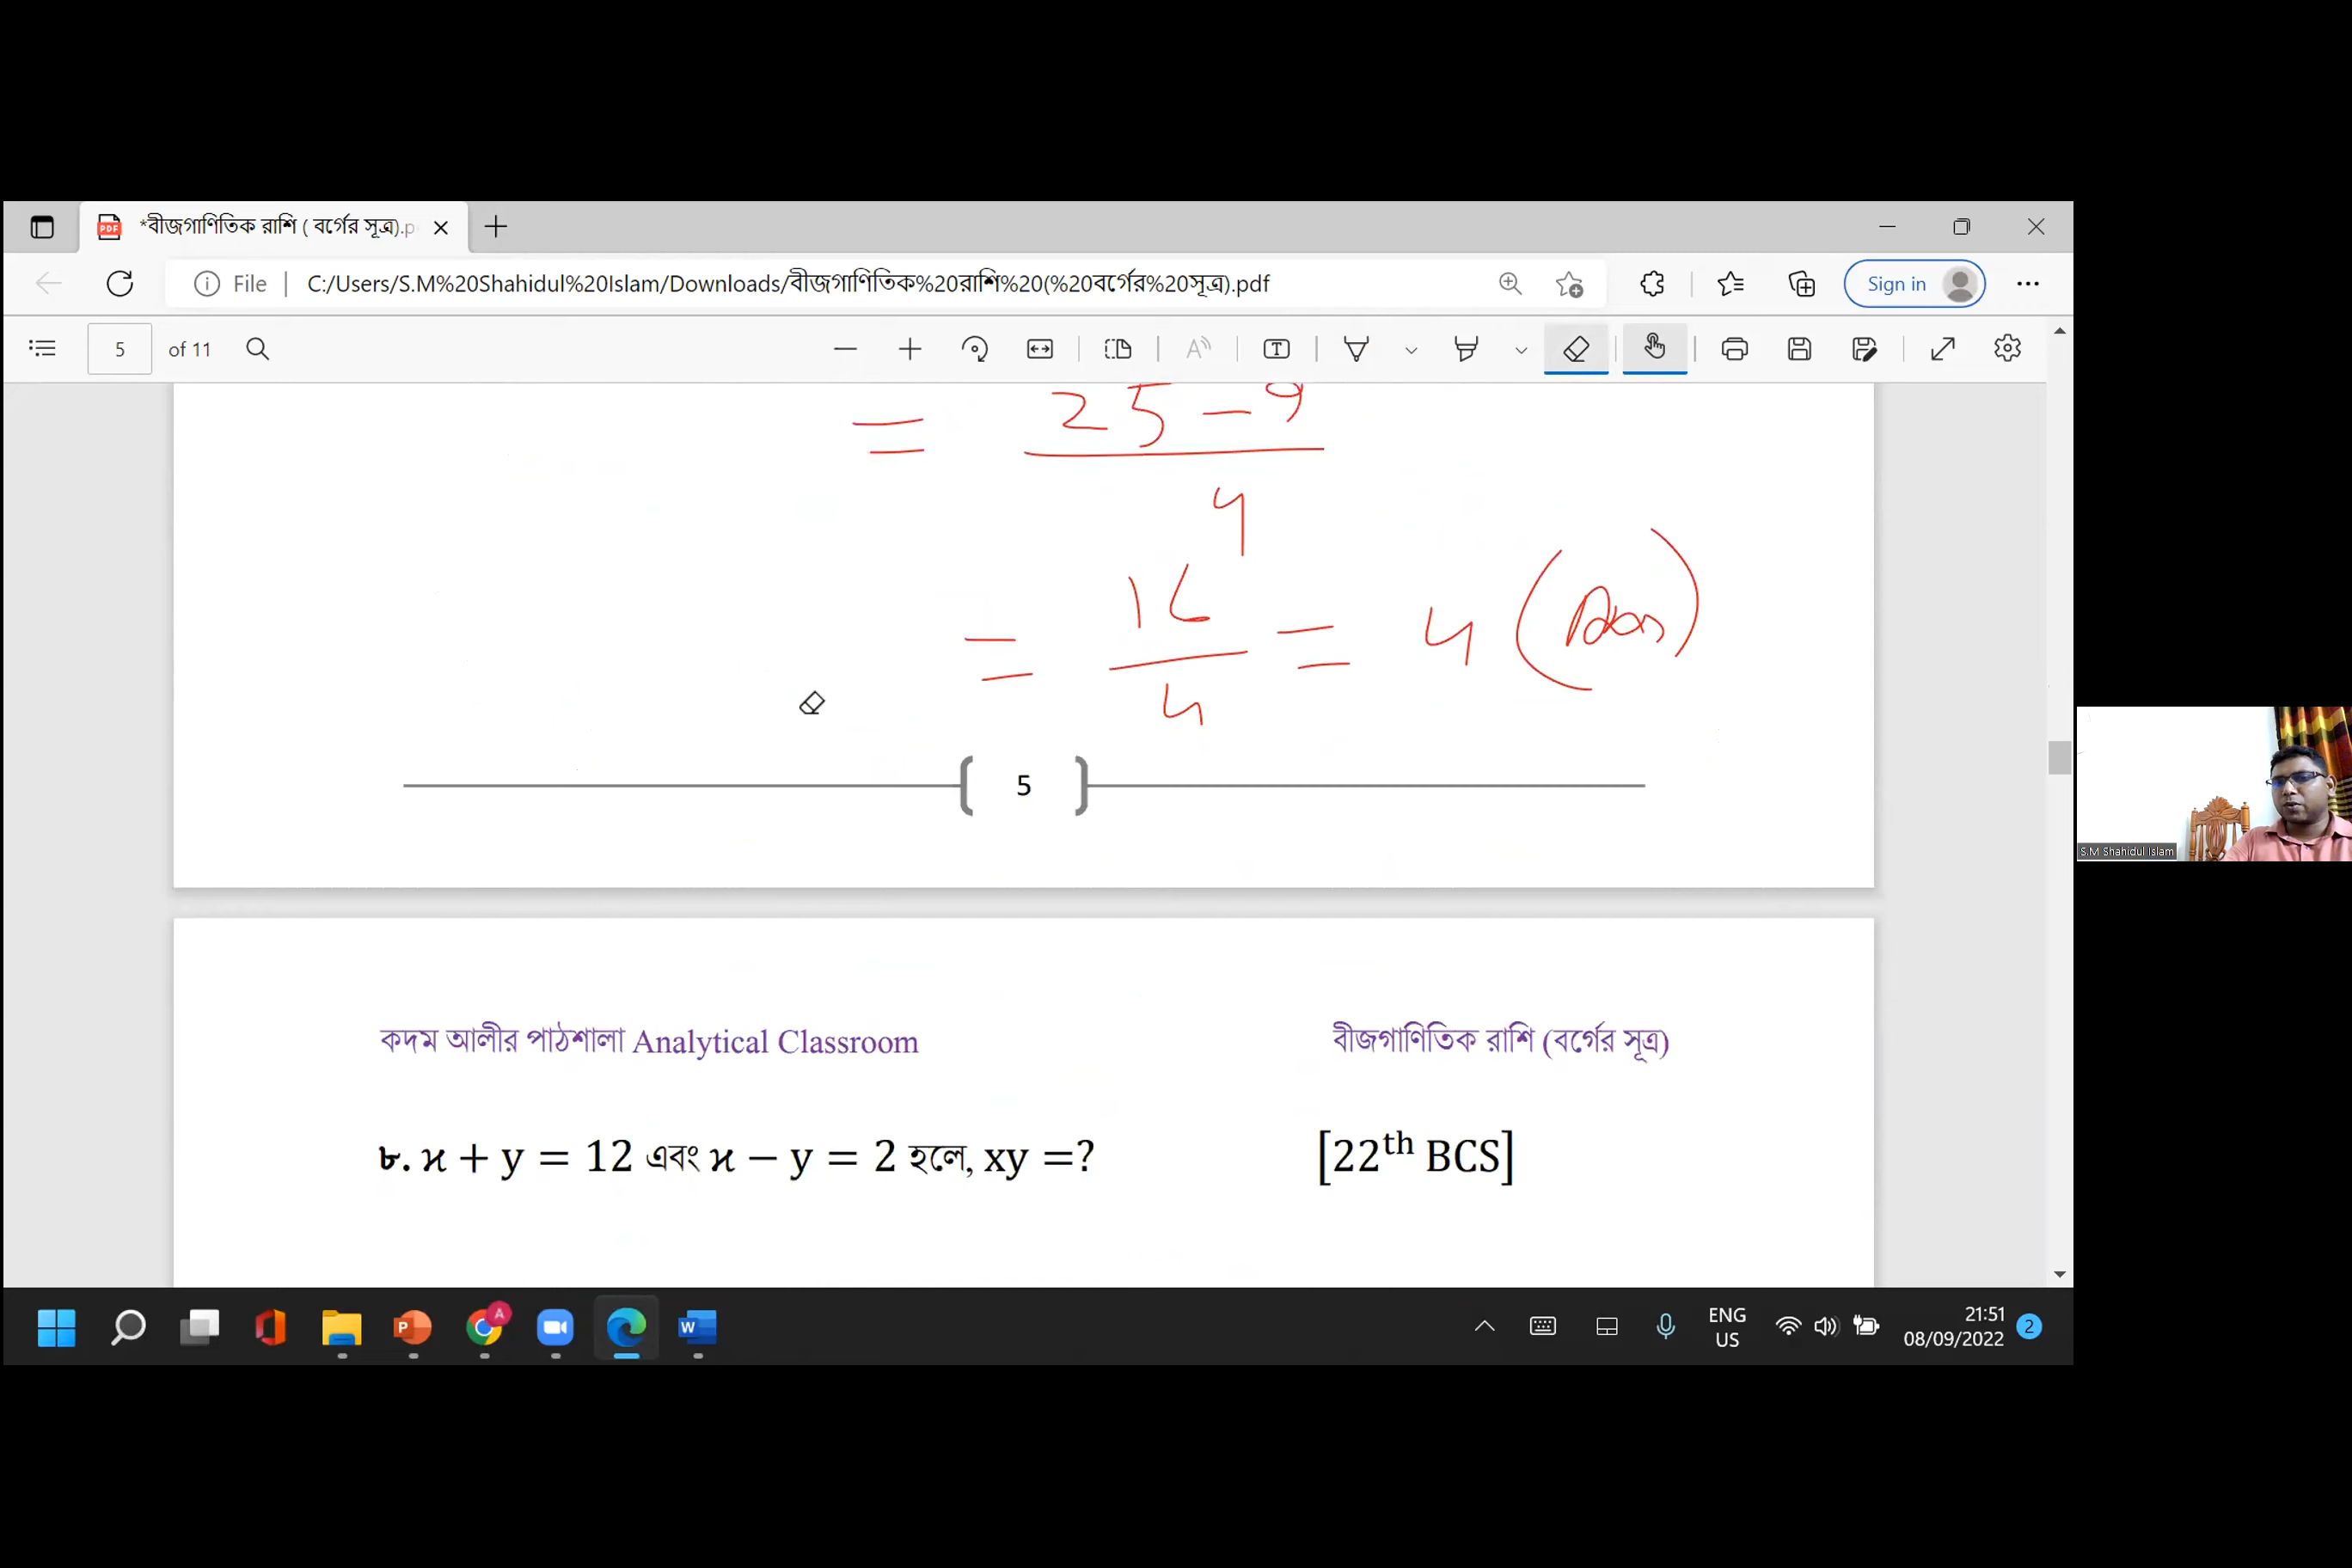 *বীজগাণিতিক রাশি ( বর্গের সূত্র).p
File
C:/Users/S.M%20Shahidul%20Islam/Downloads/বীজগাণিতিক%20রাশি%20(%20বর্গের%20সূত্র).pdf
Sign in
5 of 11
= 25 - 9
4
= 16 = 4 (Ans)
4
5
S.M Shahidul Islam
কদম আলীর পাঠশালা Analytical Classroom
বীজগাণিতিক রাশি (বর্গের সূত্র)
৮. x + y = 12 এবং x − y = 2 হলে, xy =?
[22th BCS]
ENG
US
21:51
08/09/2022
2